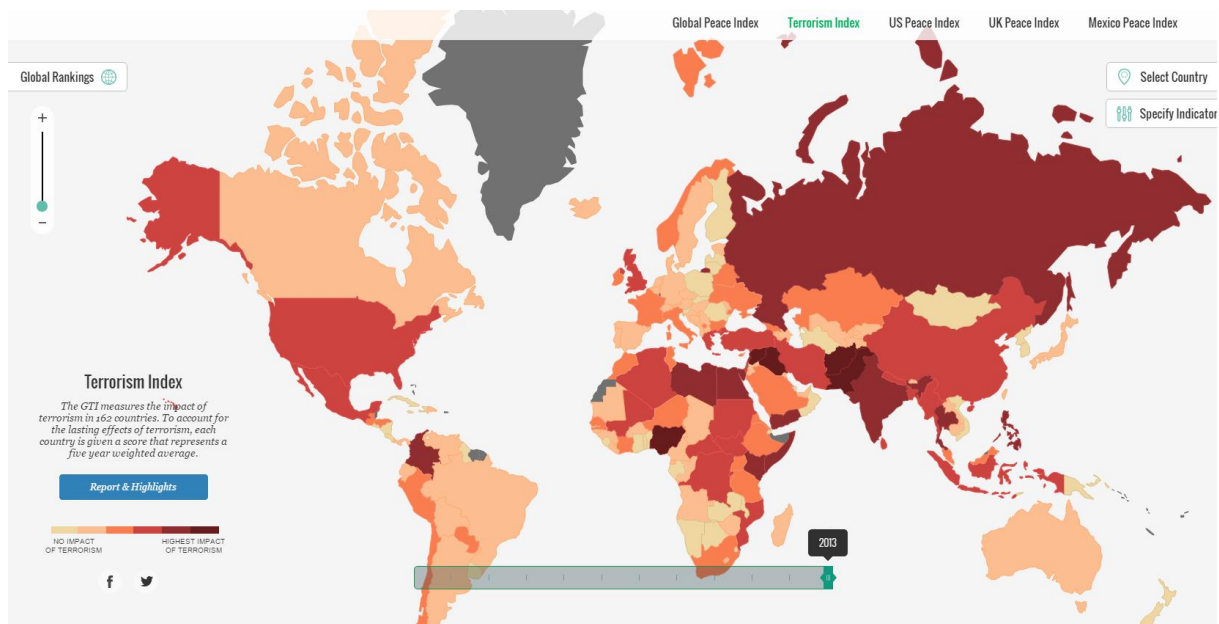 Global Peace Index
Terrorism Index
US Peace Index
UK Peace Index
Mexico Peace Index
Global Rankings
Select Country
Specify Indicator
+
−
Terrorism Index
The GTI measures the impact of
terrorism in 162 countries. To account for
the lasting effects of terrorism, each
country is given a score that represents a
five year weighted average.
Report & Highlights
NO IMPACT
OF TERRORISM
HIGHEST IMPACT
OF TERRORISM
2013